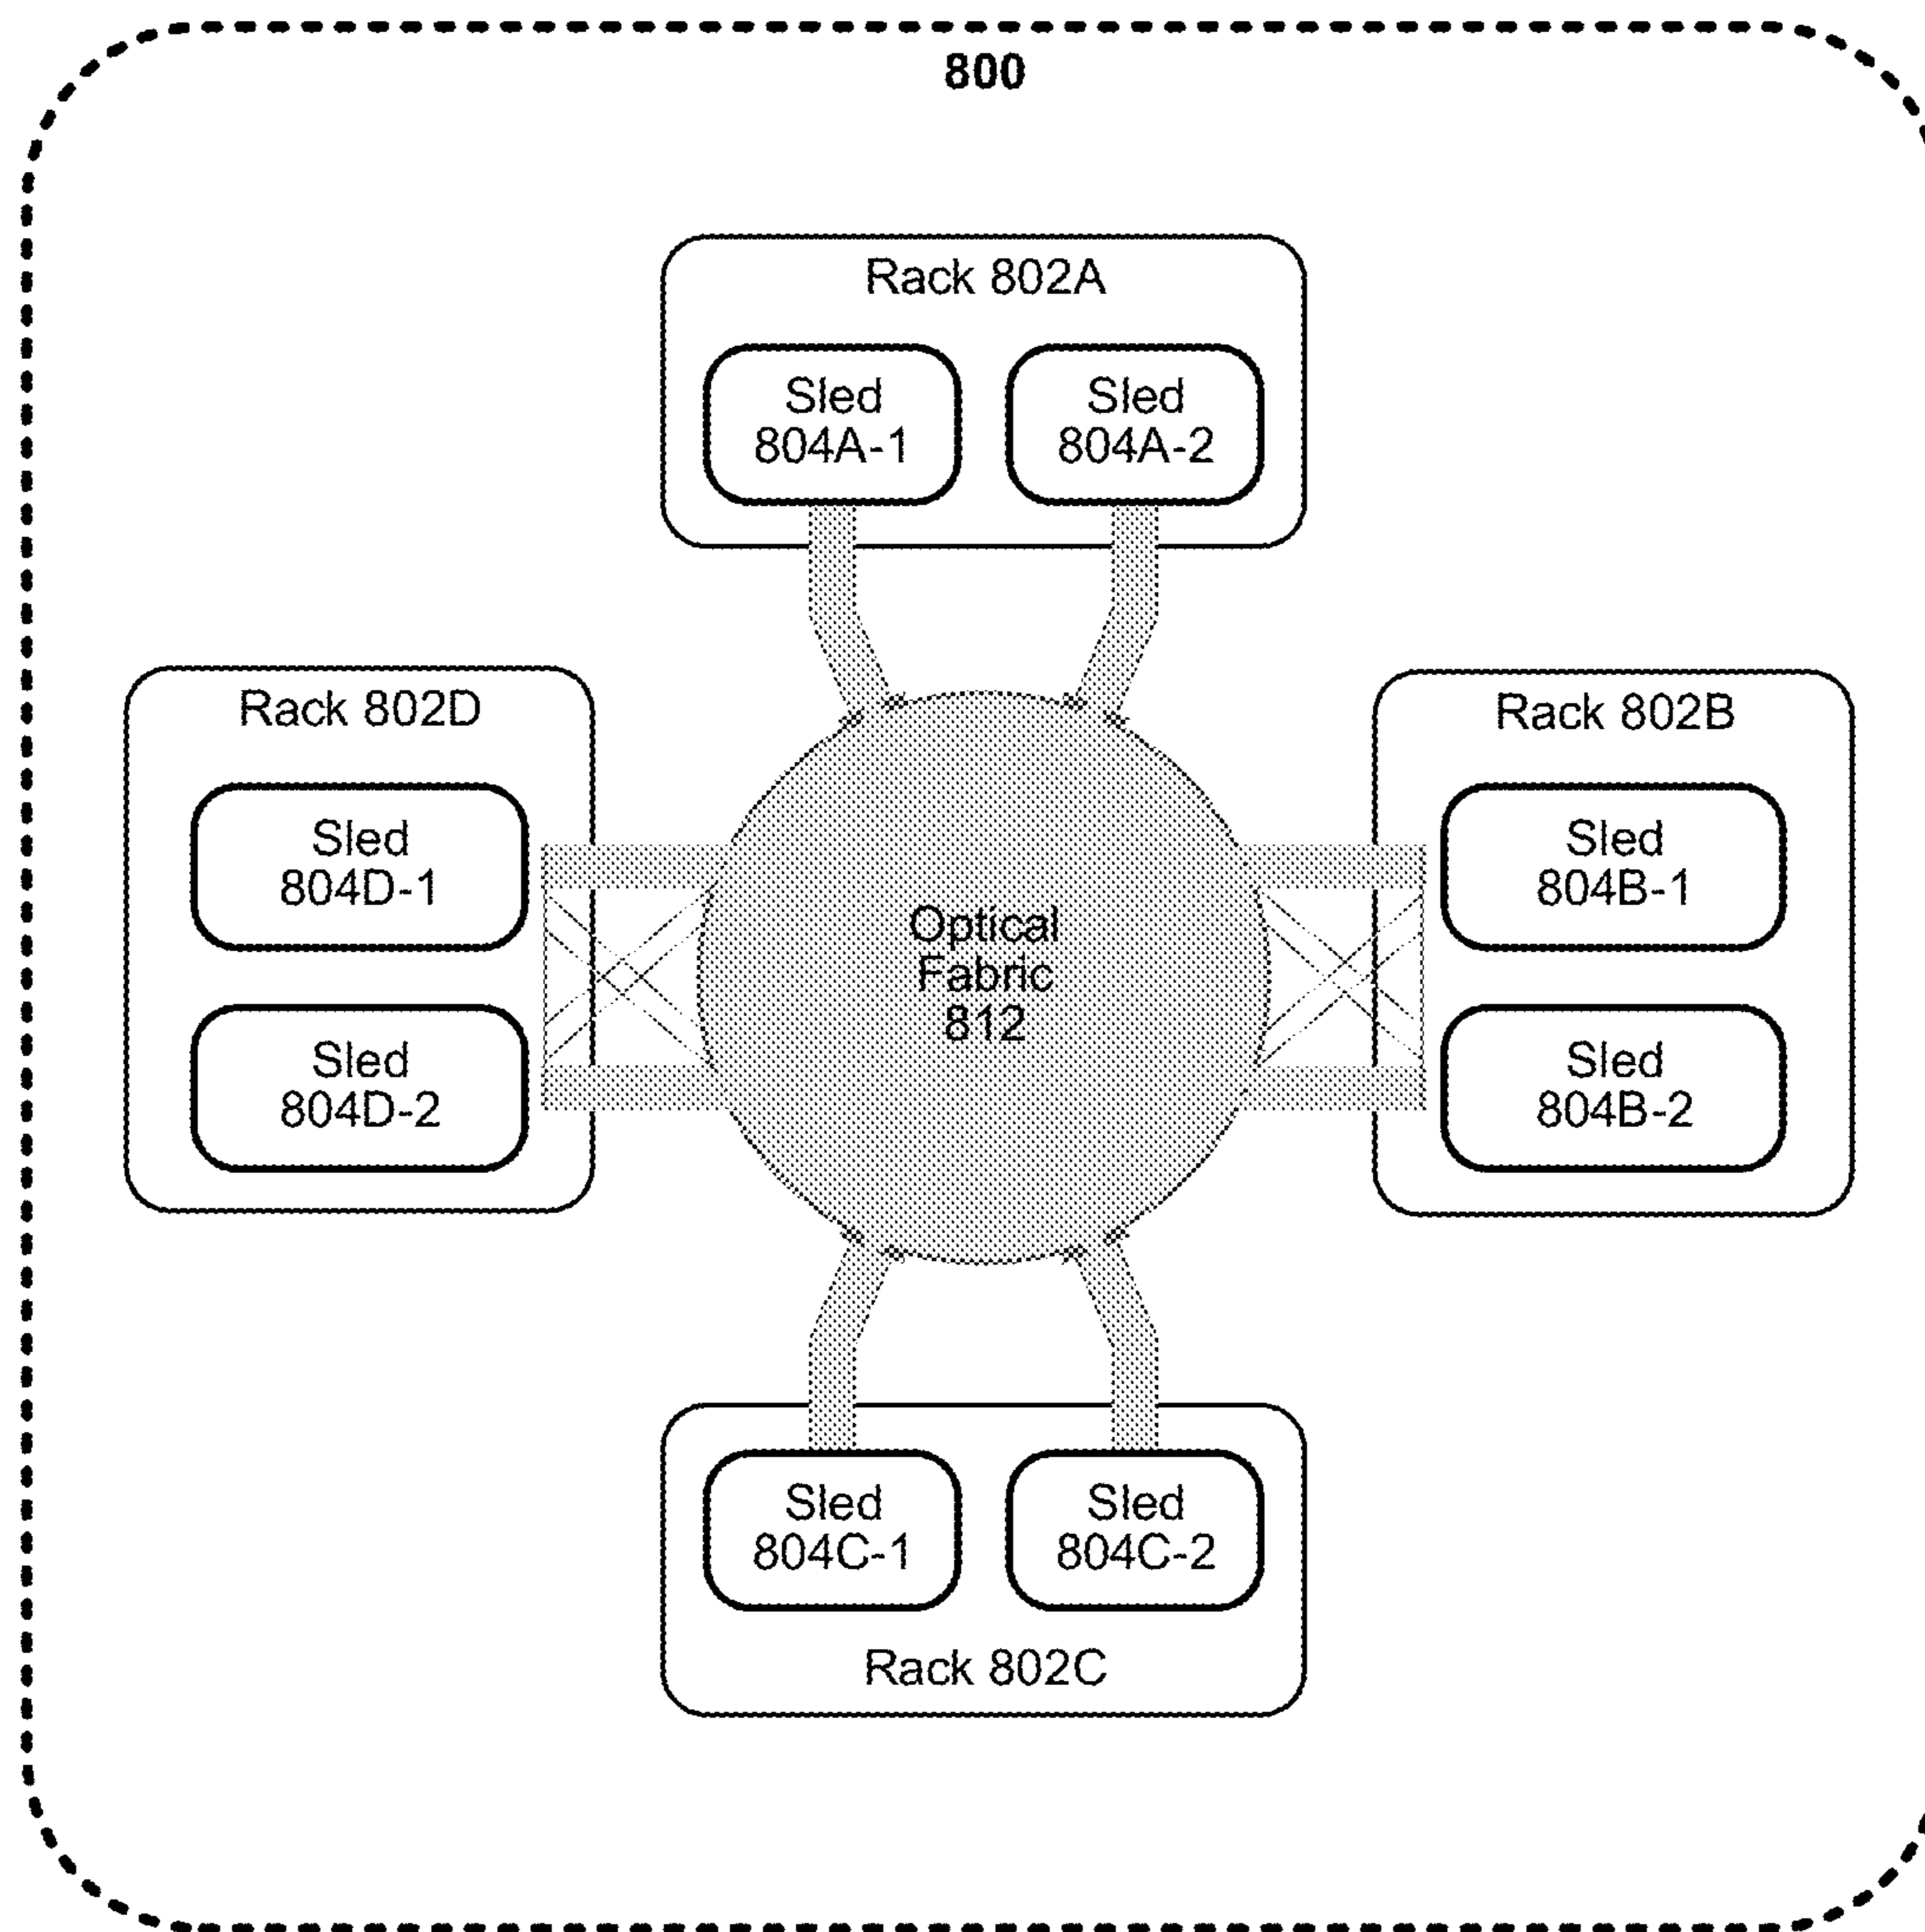 800
Rack 802A
Sled
804A-1
Sled
804A-2
Rack 802D
Sled
804D-1
Sled
804D-2
Optical
Fabric
812
Rack 802B
Sled
804B-1
Sled
804B-2
Sled
804C-1
Sled
804C-2
Rack 802C